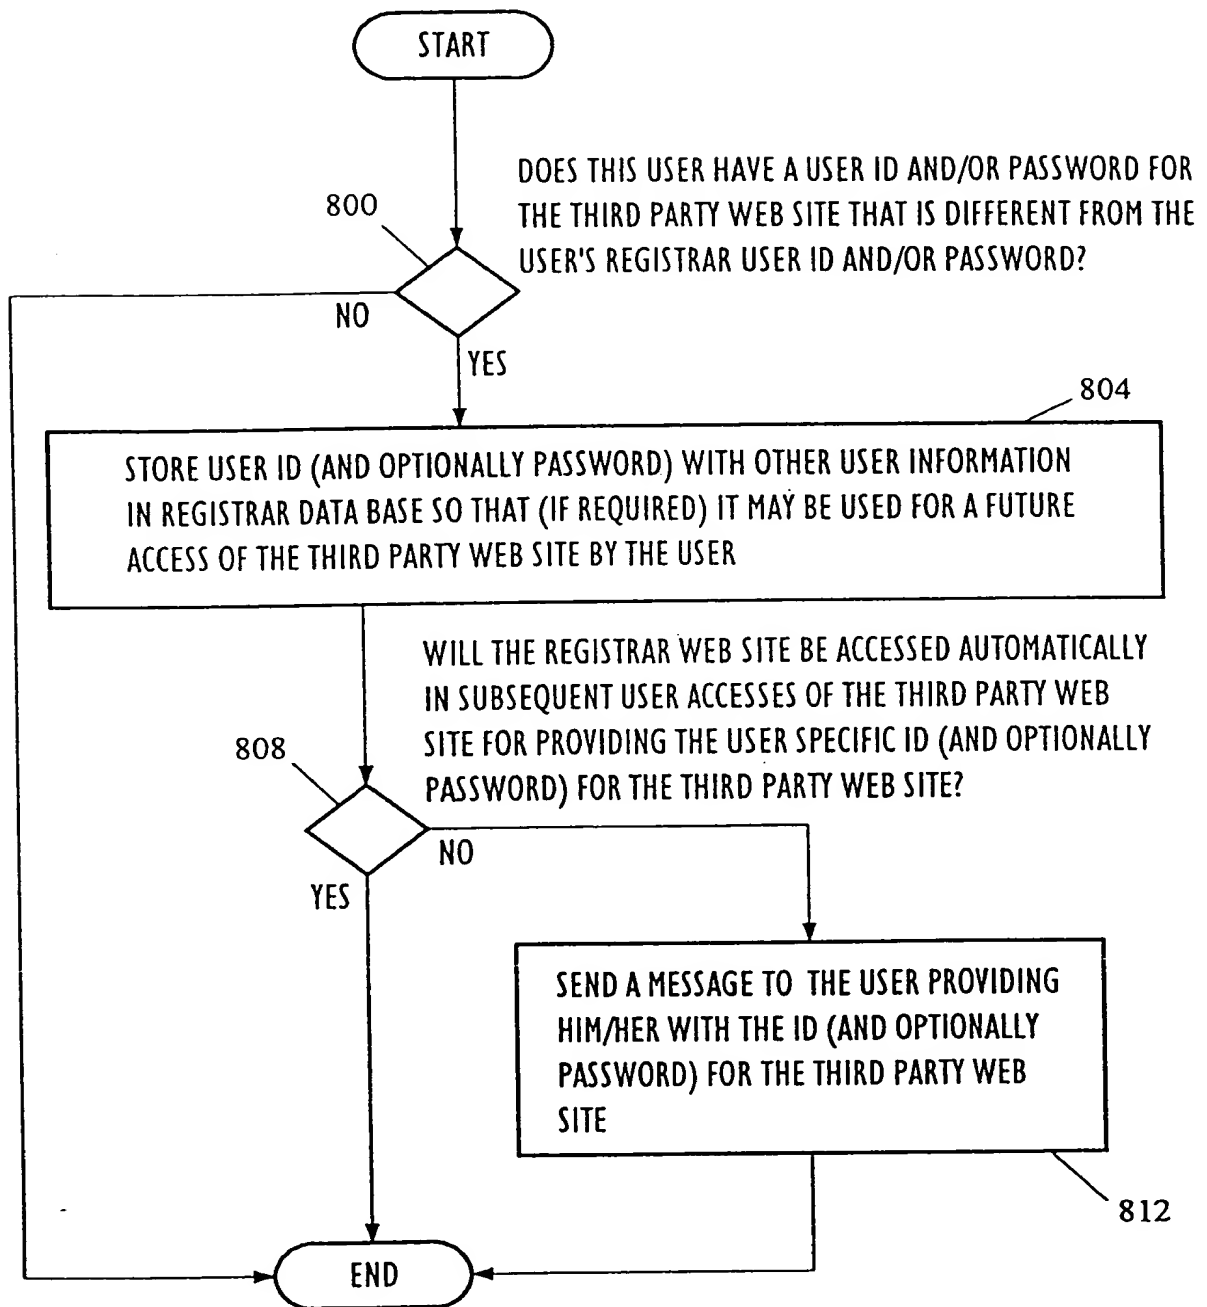 START
DOES THIS USER HAVE A USER ID AND/OR PASSWORD FOR
THE THIRD PARTY WEB SITE THAT IS DIFFERENT FROM THE
USER'S REGISTRAR USER ID AND/OR PASSWORD?
800
NO
YES
804
STORE USER ID (AND OPTIONALLY PASSWORD) WITH OTHER USER INFORMATION
IN REGISTRAR DATA BASE SO THAT (IF REQUIRED) IT MAY BE USED FOR A FUTURE
ACCESS OF THE THIRD PARTY WEB SITE BY THE USER
WILL THE REGISTRAR WEB SITE BE ACCESSED AUTOMATICALLY
IN SUBSEQUENT USER ACCESSES OF THE THIRD PARTY WEB
SITE FOR PROVIDING THE USER SPECIFIC ID (AND OPTIONALLY
PASSWORD) FOR THE THIRD PARTY WEB SITE?
808
NO
YES
SEND A MESSAGE TO THE USER PROVIDING
HIM/HER WITH THE ID (AND OPTIONALLY
PASSWORD) FOR THE THIRD PARTY WEB
SITE
812
END